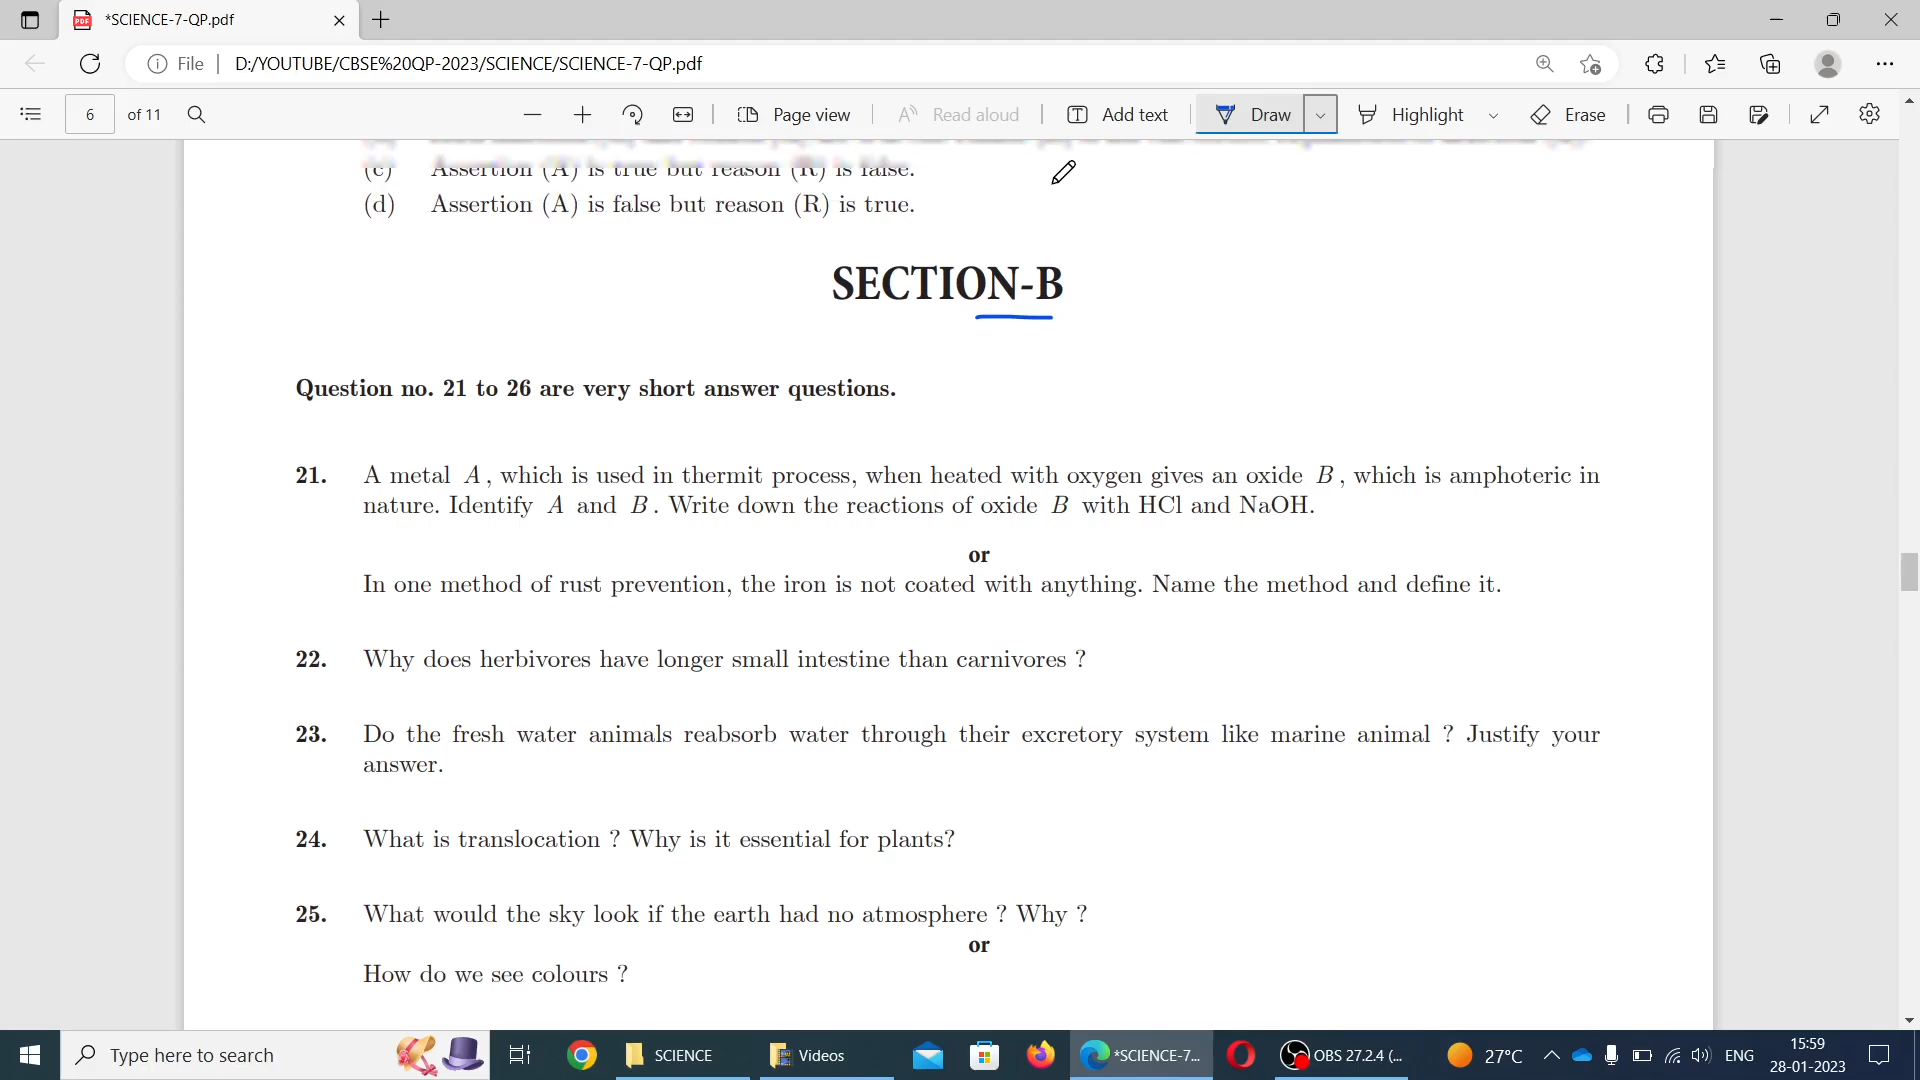 *SCIENCE-7-QP.pdf
File | D:/YOUTUBE/CBSE%20QP-2023/SCIENCE/SCIENCE-7-QP.pdf
6 of 11 Page view Read aloud Add text Draw Highlight Erase
(c) Assertion (A) is true but reason (R) is false.
(d) Assertion (A) is false but reason (R) is true.
SECTION-B
Question no. 21 to 26 are very short answer questions.
21. A metal A, which is used in thermit process, when heated with oxygen gives an oxide B, which is amphoteric in
nature. Identify A and B. Write down the reactions of oxide B with HCl and NaOH.
or
In one method of rust prevention, the iron is not coated with anything. Name the method and define it.
22. Why does herbivores have longer small intestine than carnivores ?
23. Do the fresh water animals reabsorb water through their excretory system like marine animal ? Justify your
answer.
24. What is translocation ? Why is it essential for plants?
25. What would the sky look if the earth had no atmosphere ? Why ?
or
How do we see colours ?
Type here to search SCIENCE Videos *SCIENCE-7-... OBS 27.2.4 (... 27°C ENG 15:59
28-01-2023